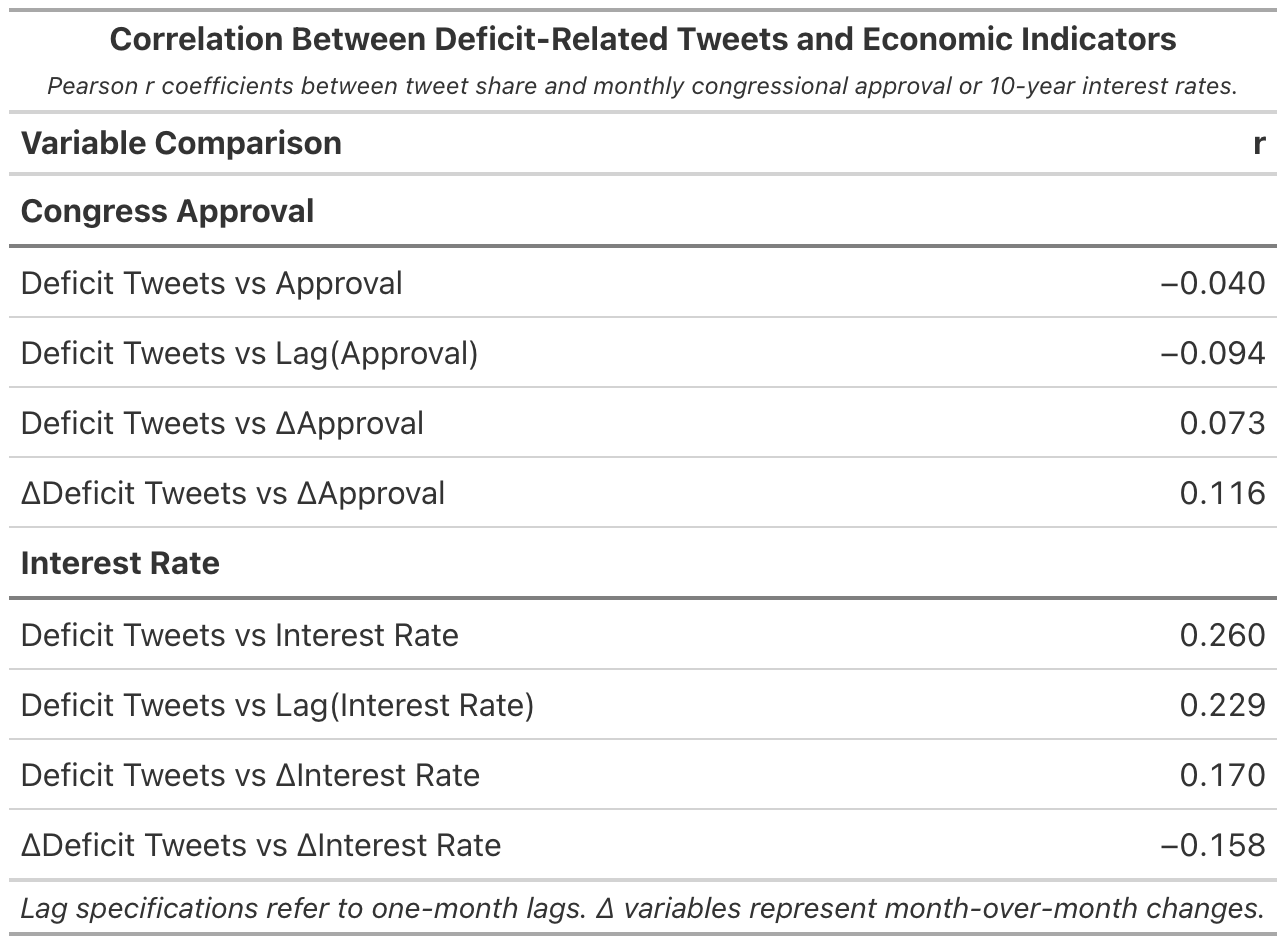 Correlation Between Deficit-Related Tweets and Economic Indicators
Pearson r coefficients between tweet share and monthly congressional approval or 10-year interest rates.
Variable Comparison r
Congress Approval
Deficit Tweets vs Approval −0.040
Deficit Tweets vs Lag(Approval) −0.094
Deficit Tweets vs ΔApproval 0.073
ΔDeficit Tweets vs ΔApproval 0.116
Interest Rate
Deficit Tweets vs Interest Rate 0.260
Deficit Tweets vs Lag(Interest Rate) 0.229
Deficit Tweets vs ΔInterest Rate 0.170
ΔDeficit Tweets vs ΔInterest Rate −0.158
Lag specifications refer to one-month lags. Δ variables represent month-over-month changes.